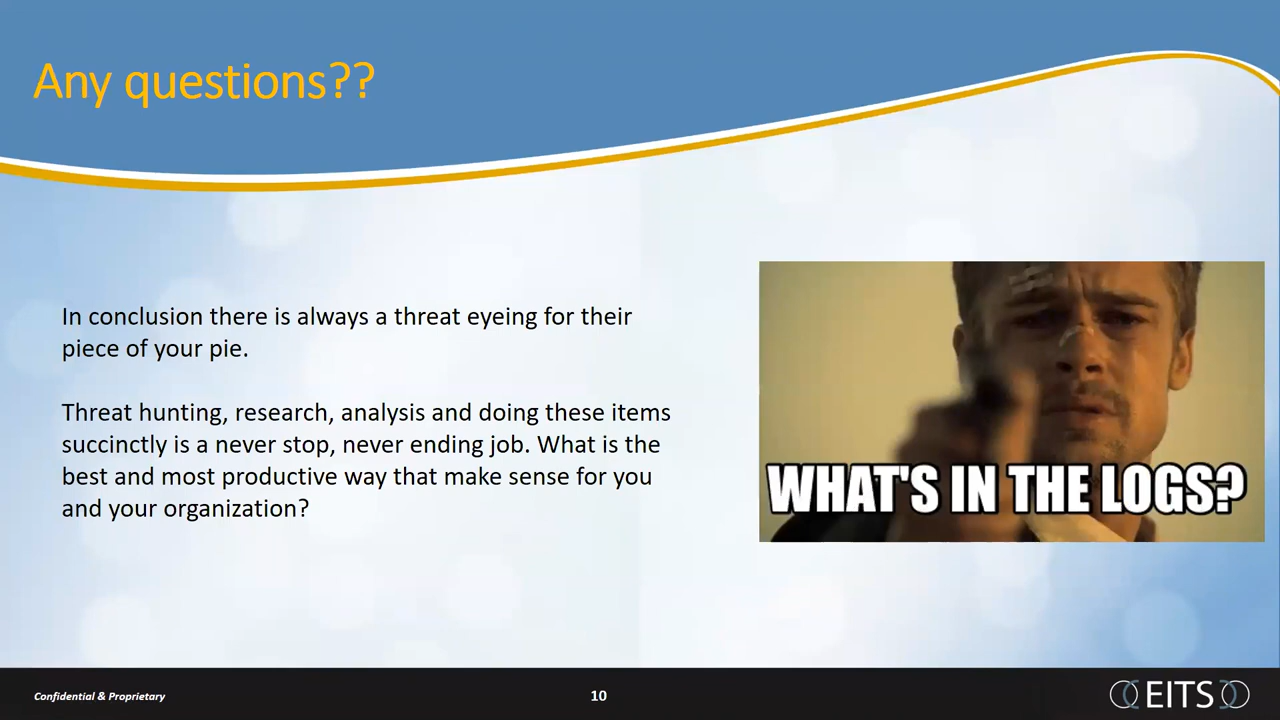 Any questions??
In conclusion there is always a threat eyeing for their
piece of your pie.
Threat hunting, research, analysis and doing these items
succinctly is a never stop, never ending job. What is the
best and most productive way that make sense for you
and your organization?
WHAT'S IN THE LOGS?
Confidential & Proprietary
10
EITS